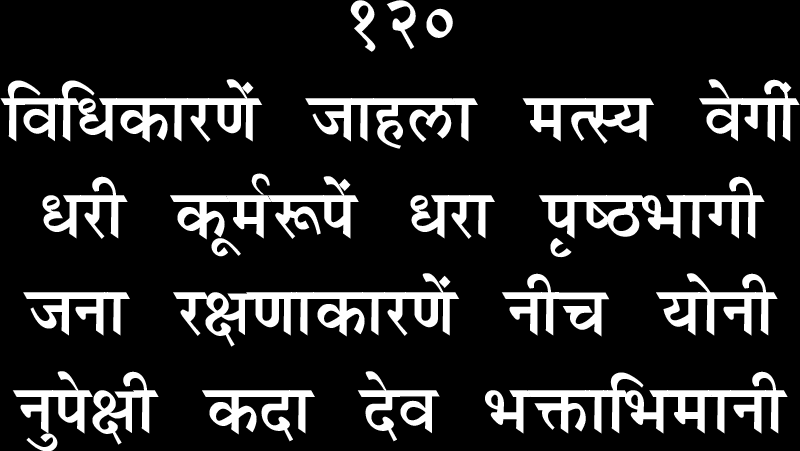 १२०
विधिकारणें जाहला मत्स्य वेगीं
धरी कूर्मरूपें धरा पृष्ठभागी
जना रक्षणाकारणें नीच योनी
नुपेक्षी कदा देव भक्ताभिमानी